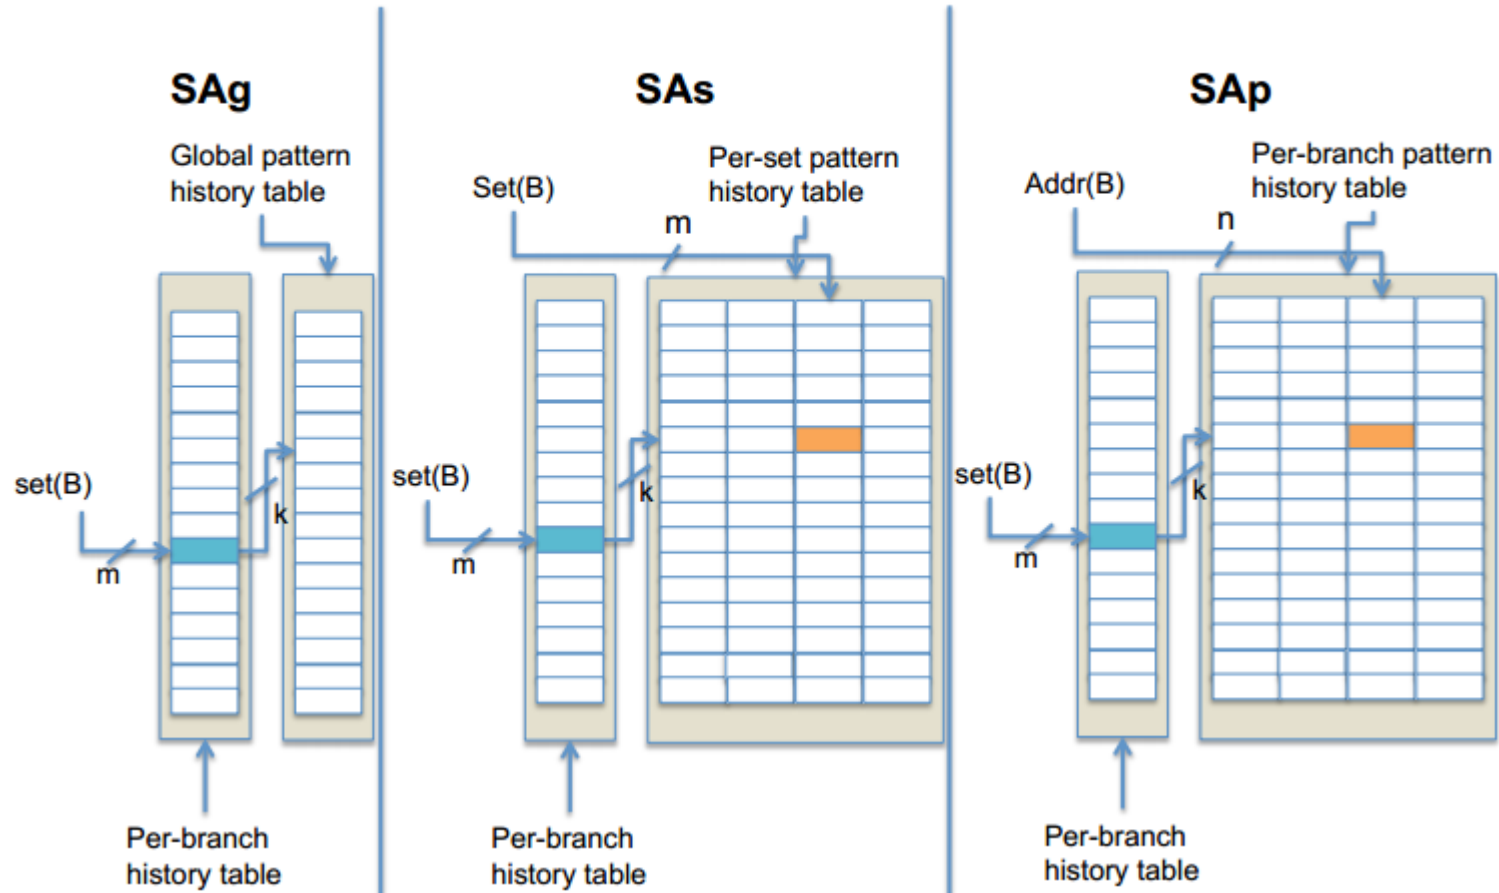 SAg
Global pattern
history table
set(B)
m
k
Per-branch
history table
SAs
Set(B)
m
Per-set pattern
history table
set(B)
m
k
Per-branch
history table
SAp
Addr(B)
n
Per-branch pattern
history table
set(B)
m
k
Per-branch
history table